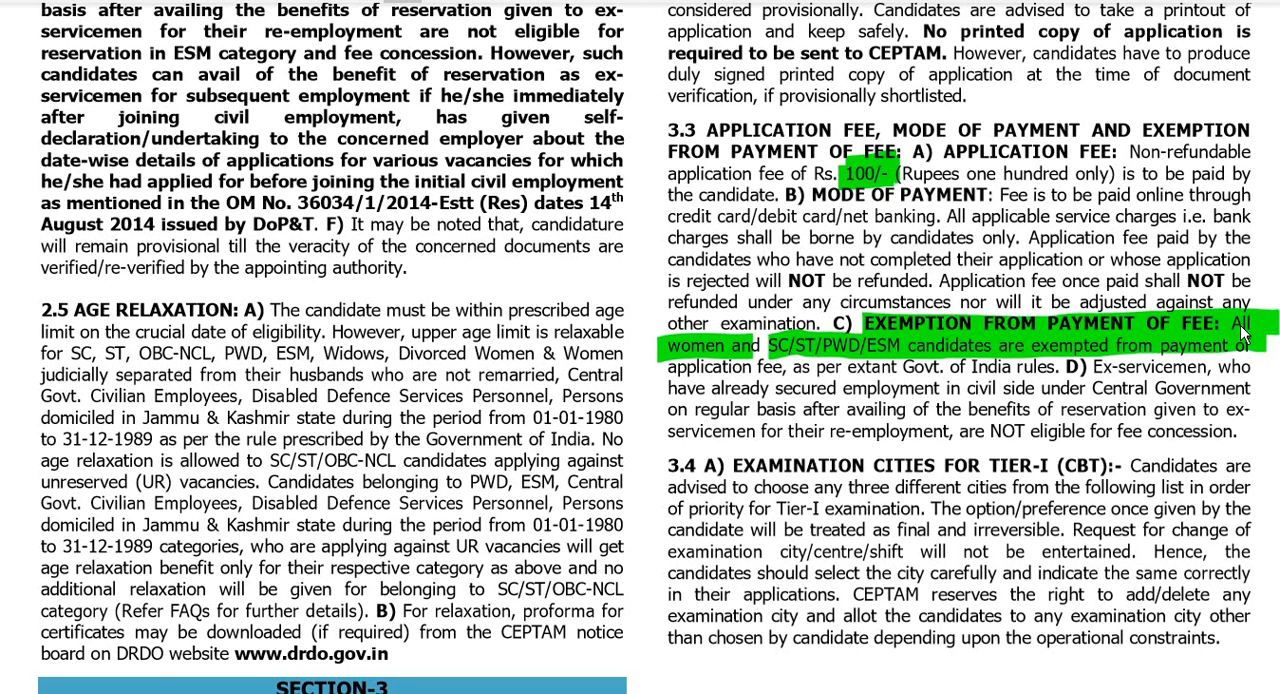 basis after availing the benefits of reservation given to ex-
servicemen for their re-employment are not eligible for
reservation in ESM category and fee concession. However, such
candidates can avail of the benefit of reservation as ex-
servicemen for subsequent employment if he/she immediately
after joining civil employment, has given self-
declaration/undertaking to the concerned employer about the
date-wise details of applications for various vacancies for which
he/she had applied for before joining the initial civil employment
as mentioned in the OM No. 36034/1/2014-Estt (Res) dates 14th
August 2014 issued by DoP&T. F) It may be noted that, candidature
will remain provisional till the veracity of the concerned documents are
verified/re-verified by the appointing authority.
2.5 AGE RELAXATION: A) The candidate must be within prescribed age
limit on the crucial date of eligibility. However, upper age limit is relaxable
for SC, ST, OBC-NCL, PWD, ESM, Widows, Divorced Women & Women
judicially separated from their husbands who are not remarried, Central
Govt. Civilian Employees, Disabled Defence Services Personnel, Persons
domiciled in Jammu & Kashmir state during the period from 01-01-1980
to 31-12-1989 as per the rule prescribed by the Government of India. No
age relaxation is allowed to SC/ST/OBC-NCL candidates applying against
unreserved (UR) vacancies. Candidates belonging to PWD, ESM, Central
Govt. Civilian Employees, Disabled Defence Services Personnel, Persons
domiciled in Jammu & Kashmir state during the period from 01-01-1980
to 31-12-1989 categories, who are applying against UR vacancies will get
age relaxation benefit only for their respective category as above and no
additional relaxation will be given for belonging to SC/ST/OBC-NCL
category (Refer FAQs for further details). B) For relaxation, proforma for
certificates may be downloaded (if required) from the CEPTAM notice
board on DRDO website www.drdo.gov.in
SECTION-3
considered provisionally. Candidates are advised to take a printout of
application and keep safely. No printed copy of application is
required to be sent to CEPTAM. However, candidates have to produce
duly signed printed copy of application at the time of document
verification, if provisionally shortlisted.
3.3 APPLICATION FEE, MODE OF PAYMENT AND EXEMPTION
FROM PAYMENT OF FEE: A) APPLICATION FEE: Non-refundable
application fee of Rs. 100/- (Rupees one hundred only) is to be paid by
the candidate. B) MODE OF PAYMENT: Fee is to be paid online through
credit card/debit card/net banking. All applicable service charges i.e. bank
charges shall be borne by candidates only. Application fee paid by the
candidates who have not completed their application or whose application
is rejected will NOT be refunded. Application fee once paid shall NOT be
refunded under any circumstances nor will it be adjusted against any
other examination. C) EXEMPTION FROM PAYMENT OF FEE: All
women and SC/ST/PWD/ESM candidates are exempted from payment of
application fee, as per extant Govt. of India rules. D) Ex-servicemen, who
have already secured employment in civil side under Central Government
on regular basis after availing of the benefits of reservation given to ex-
servicemen for their re-employment, are NOT eligible for fee concession.
3.4 A) EXAMINATION CITIES FOR TIER-I (CBT):- Candidates are
advised to choose any three different cities from the following list in order
of priority for Tier-I examination. The option/preference once given by the
candidate will be treated as final and irreversible. Request for change of
examination city/centre/shift will not be entertained. Hence, the
candidates should select the city carefully and indicate the same correctly
in their applications. CEPTAM reserves the right to add/delete any
examination city and allot the candidates to any examination city other
than chosen by candidate depending upon the operational constraints.